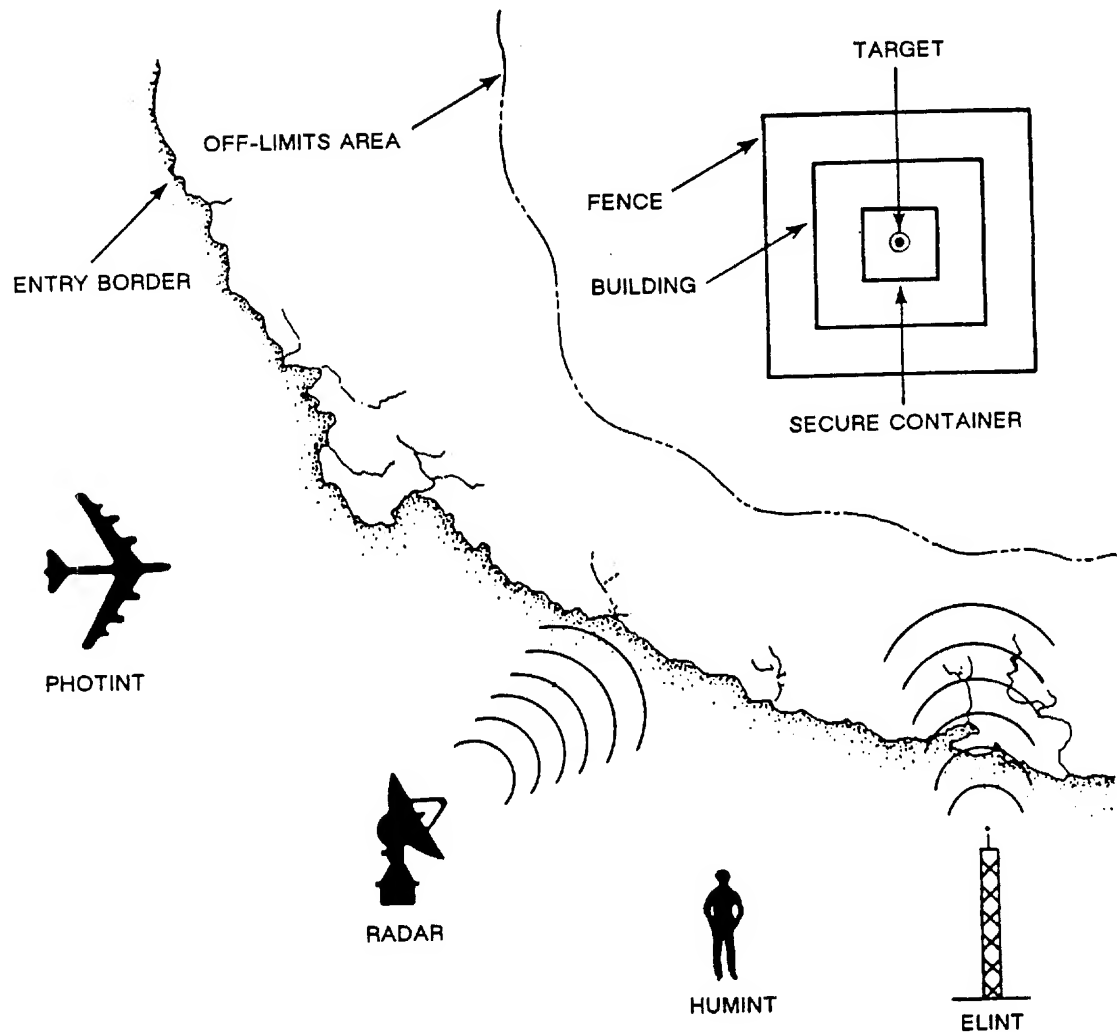 TARGET
OFF-LIMITS AREA
FENCE
ENTRY BORDER
BUILDING
SECURE CONTAINER
PHOTINT
RADAR
HUMINT
ELINT